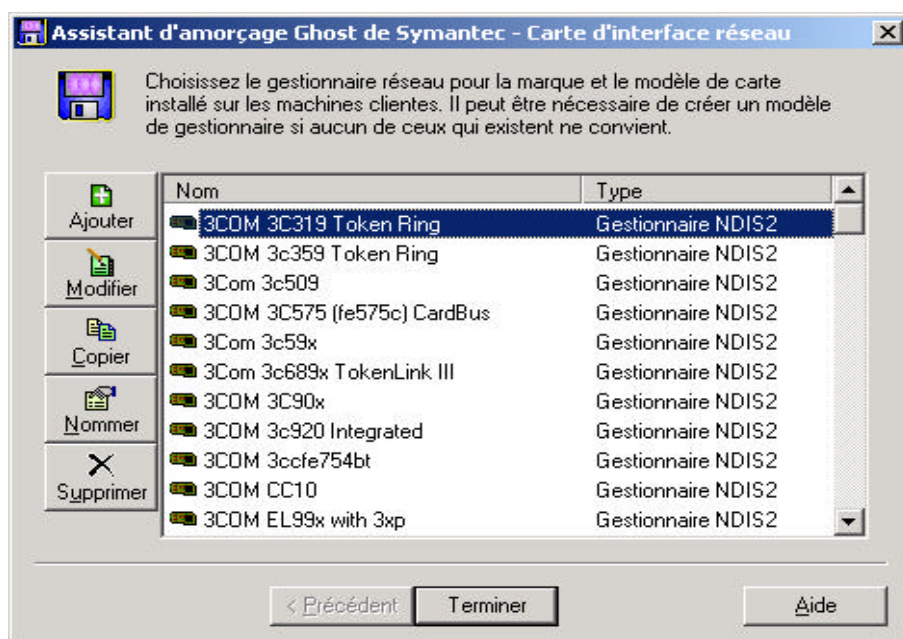 Assistant d'amorçage Ghost de Symantec - Carte d'interface réseau
Choisissez le gestionnaire réseau pour la marque et le modèle de carte
installé sur les machines clientes. Il peut être nécessaire de créer un modèle
de gestionnaire si aucun de ceux qui existent ne convient.
Ajouter
Modifier
Copier
Nommer
Supprimer
Nom Type
3COM 3C319 Token Ring Gestionnaire NDIS2
3COM 3c359 Token Ring Gestionnaire NDIS2
3Com 3c509 Gestionnaire NDIS2
3COM 3C575 (fe575c) CardBus Gestionnaire NDIS2
3Com 3c59x Gestionnaire NDIS2
3Com 3c689x TokenLink III Gestionnaire NDIS2
3COM 3C90x Gestionnaire NDIS2
3COM 3c920 Integrated Gestionnaire NDIS2
3COM 3ccfe754bt Gestionnaire NDIS2
3COM CC10 Gestionnaire NDIS2
3COM EL99x with 3xp Gestionnaire NDIS2
< Précédent Terminer Aide